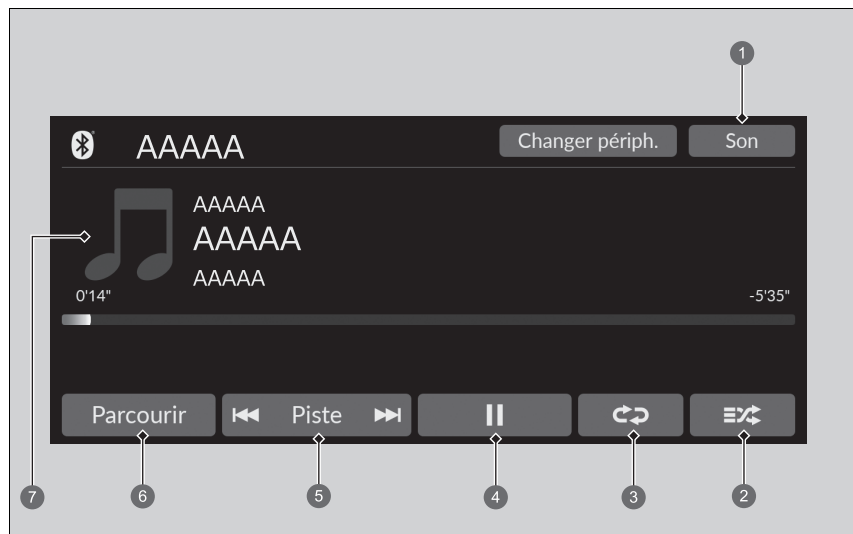 1
AAAAA
Changer périph.
Son
AAAAA
AAAAA
7
AAAAA
0'14"
-5'35"
Parcourir
Piste
6
5
4
3
2